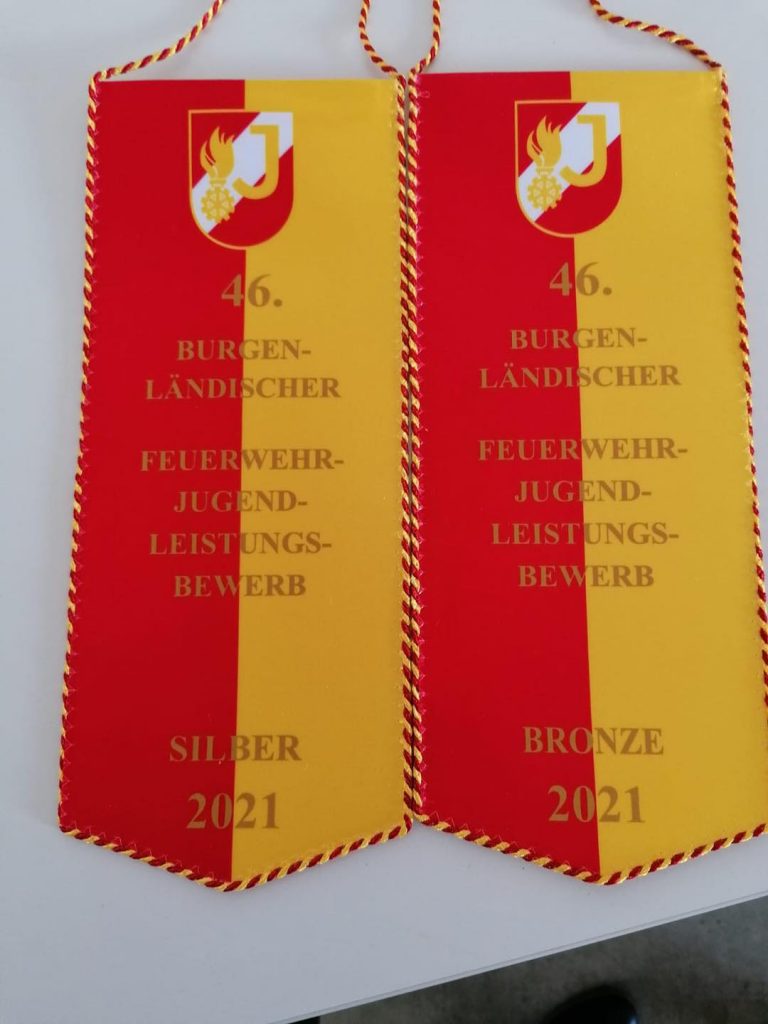 J
46.
BURGEN-
LÄNDISCHER
FEUERWEHR-
JUGEND-
LEISTUNGS-
BEWERB
SILBER
2021
J
46.
BURGEN-
LÄNDISCHER
FEUERWEHR-
JUGEND-
LEISTUNGS-
BEWERB
BRONZE
2021